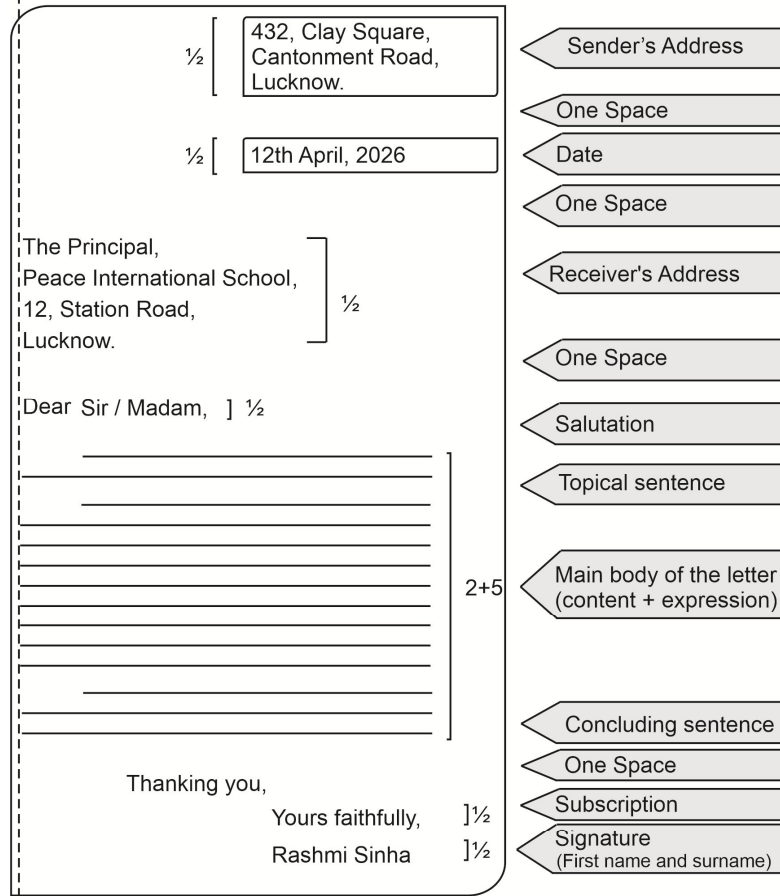 ½
432, Clay Square,
Cantonment Road,
Lucknow.
Sender’s Address
One Space
½
12th April, 2026
Date
One Space
The Principal,
Peace International School,
12, Station Road,
Lucknow.
½
Receiver's Address
One Space
Dear Sir / Madam, ] ½
Salutation
Topical sentence
2+5
Main body of the letter
(content + expression)
Concluding sentence
One Space
Thanking you,
Yours faithfully, ]½
Subscription
Rashmi Sinha ]½
Signature
(First name and surname)